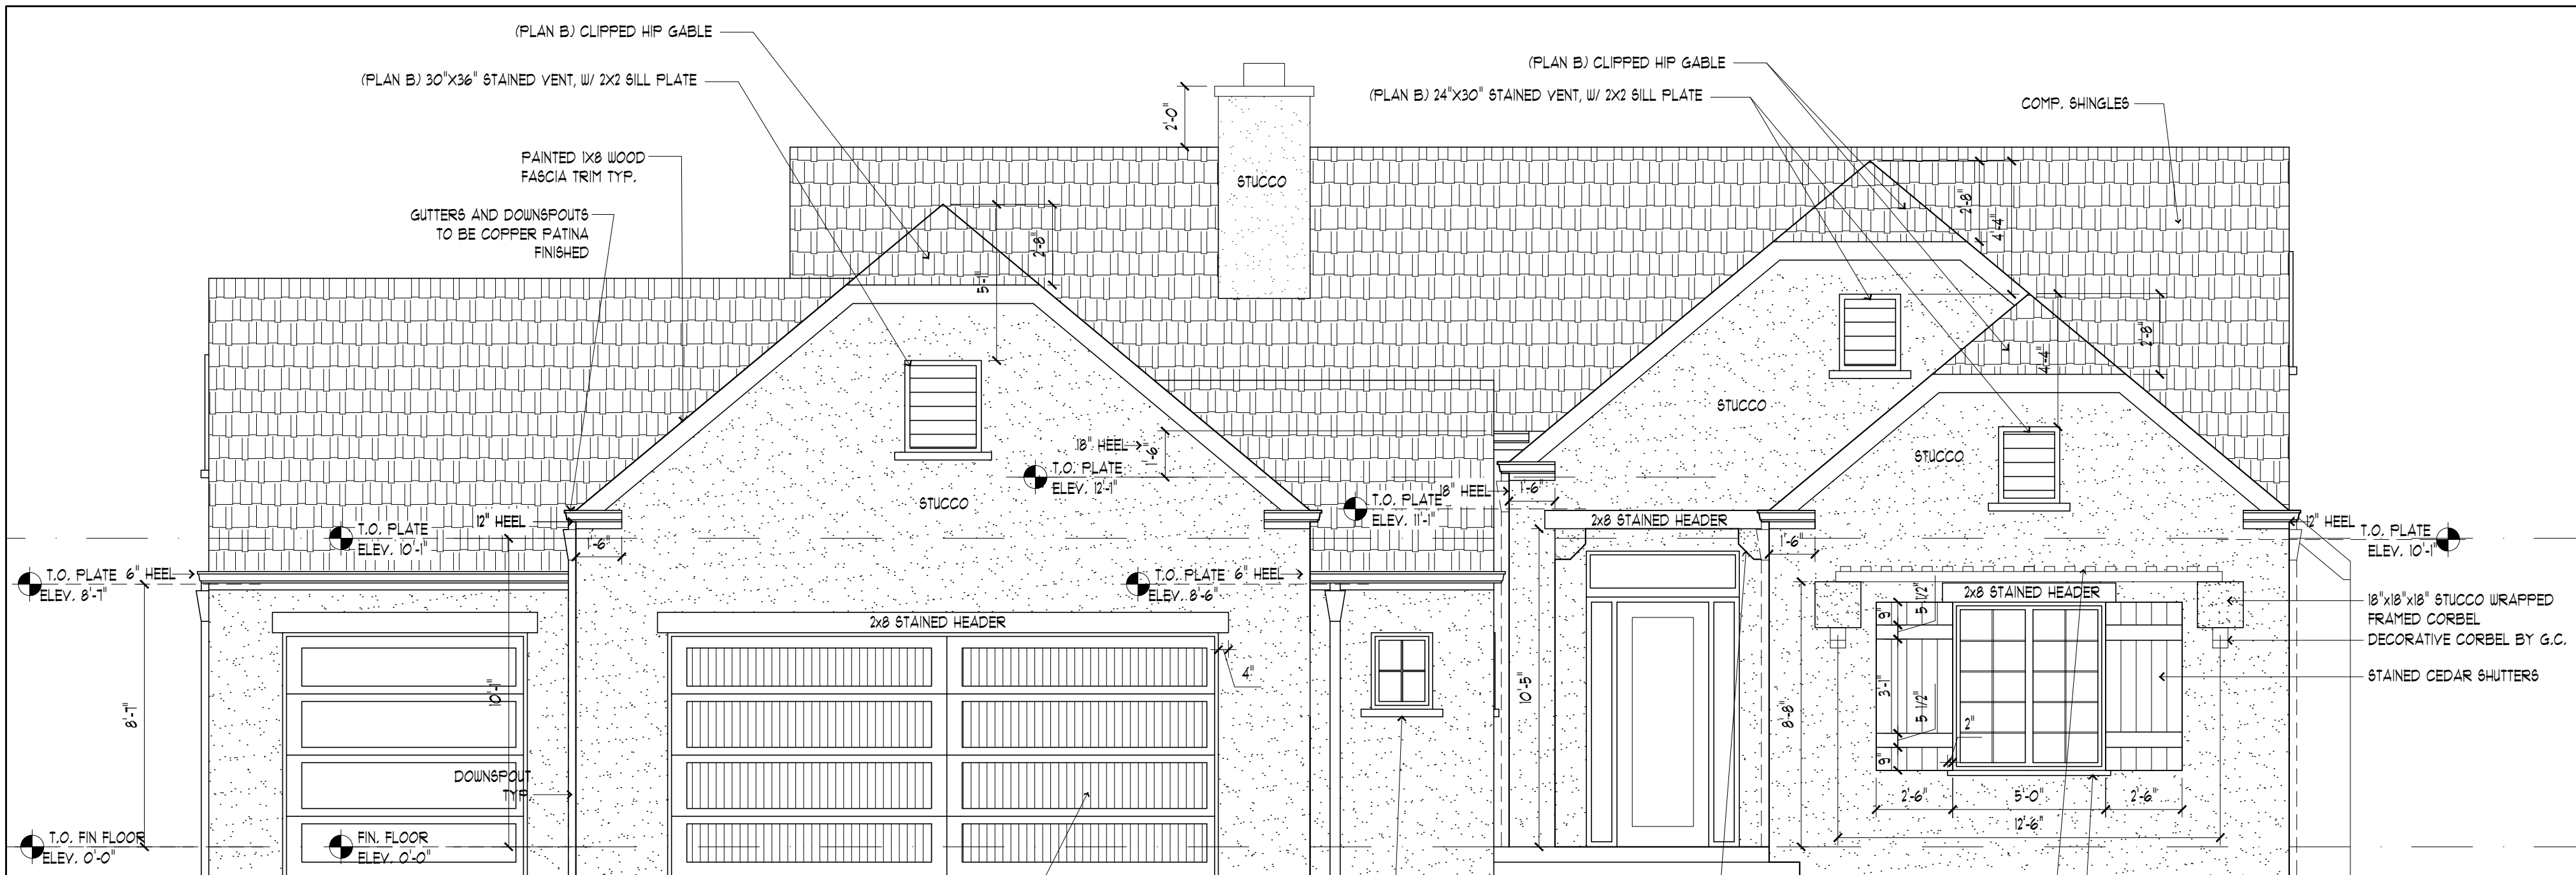 (PLAN B) CLIPPED HIP GABLE
(PLAN B) 30"X36" STAINED VENT, W/ 2X2 SILL PLATE
PAINTED 1X8 WOOD
FASCIA TRIM TYP.
GUTTERS AND DOWNSPOUTS
TO BE COPPER PATINA
FINISHED
2'-0"
STUCCO
(PLAN B) CLIPPED HIP GABLE
(PLAN B) 24"X30" STAINED VENT, W/ 2X2 SILL PLATE
COMP. SHINGLES
2'-8"
5'-1"
2'-8"
4'-4"
2'-8"
4'-4"
STUCCO
STUCCO
STUCCO
18" HEEL
1'-6"
T.O. PLATE
ELEV. 12'-1"
18" HEEL
1'-6"
T.O. PLATE
ELEV. 11'-1"
T.O. PLATE
ELEV. 10'-1"
12" HEEL
1'-6"
2x8 STAINED HEADER
1'-6"
12" HEEL
T.O. PLATE
ELEV. 10'-1"
T.O. PLATE 6" HEEL
ELEV. 8'-7"
T.O. PLATE 6" HEEL
ELEV. 8'-6"
2x8 STAINED HEADER
2x8 STAINED HEADER
18"x18"x18" STUCCO WRAPPED
FRAMED CORBEL
DECORATIVE CORBEL BY G.C.
STAINED CEDAR SHUTTERS
4"
9"
5 1/2"
3'-1"
5 1/2"
2"
9"
8'-7"
10'-1"
10'-5"
8'-8"
DOWNSPOUT
TYP.
2'-6"
5'-0"
2'-6"
12'-6"
T.O. FIN FLOOR
ELEV. 0'-0"
FIN. FLOOR
ELEV. 0'-0"